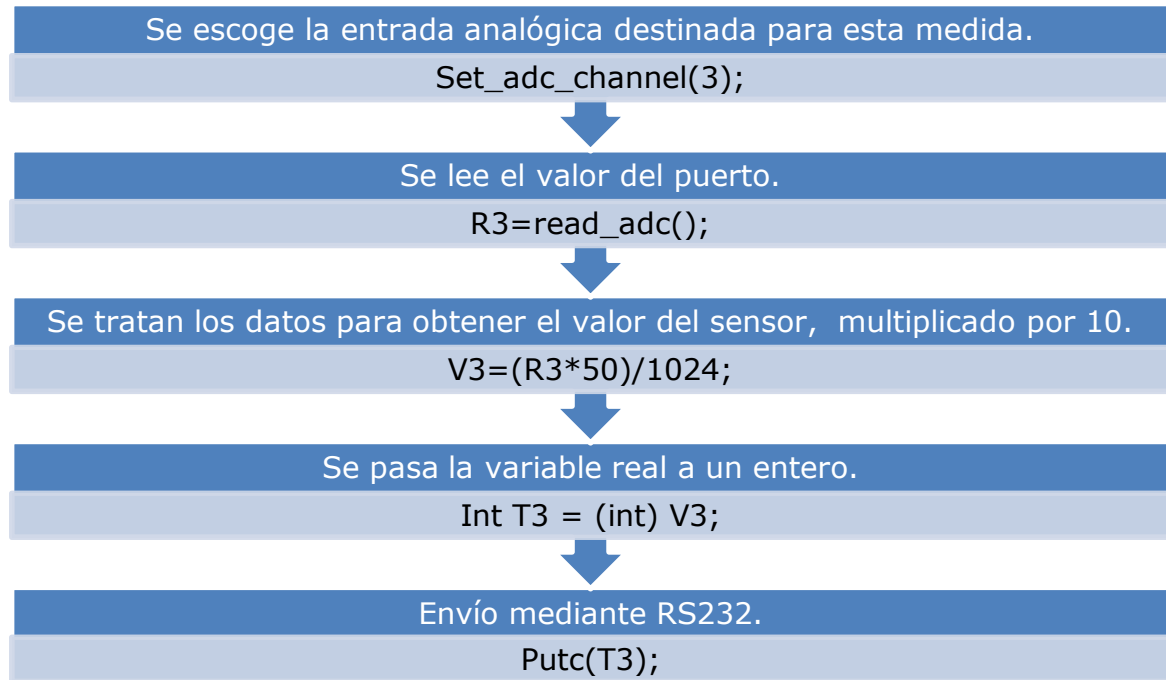 Se escoge la entrada analógica destinada para esta medida.
Set_adc_channel(3);
Se lee el valor del puerto.
R3=read_adc();
Se tratan los datos para obtener el valor del sensor, multiplicado por 10.
V3=(R3*50)/1024;
Se pasa la variable real a un entero.
Int T3 = (int) V3;
Envío mediante RS232.
Putc(T3);